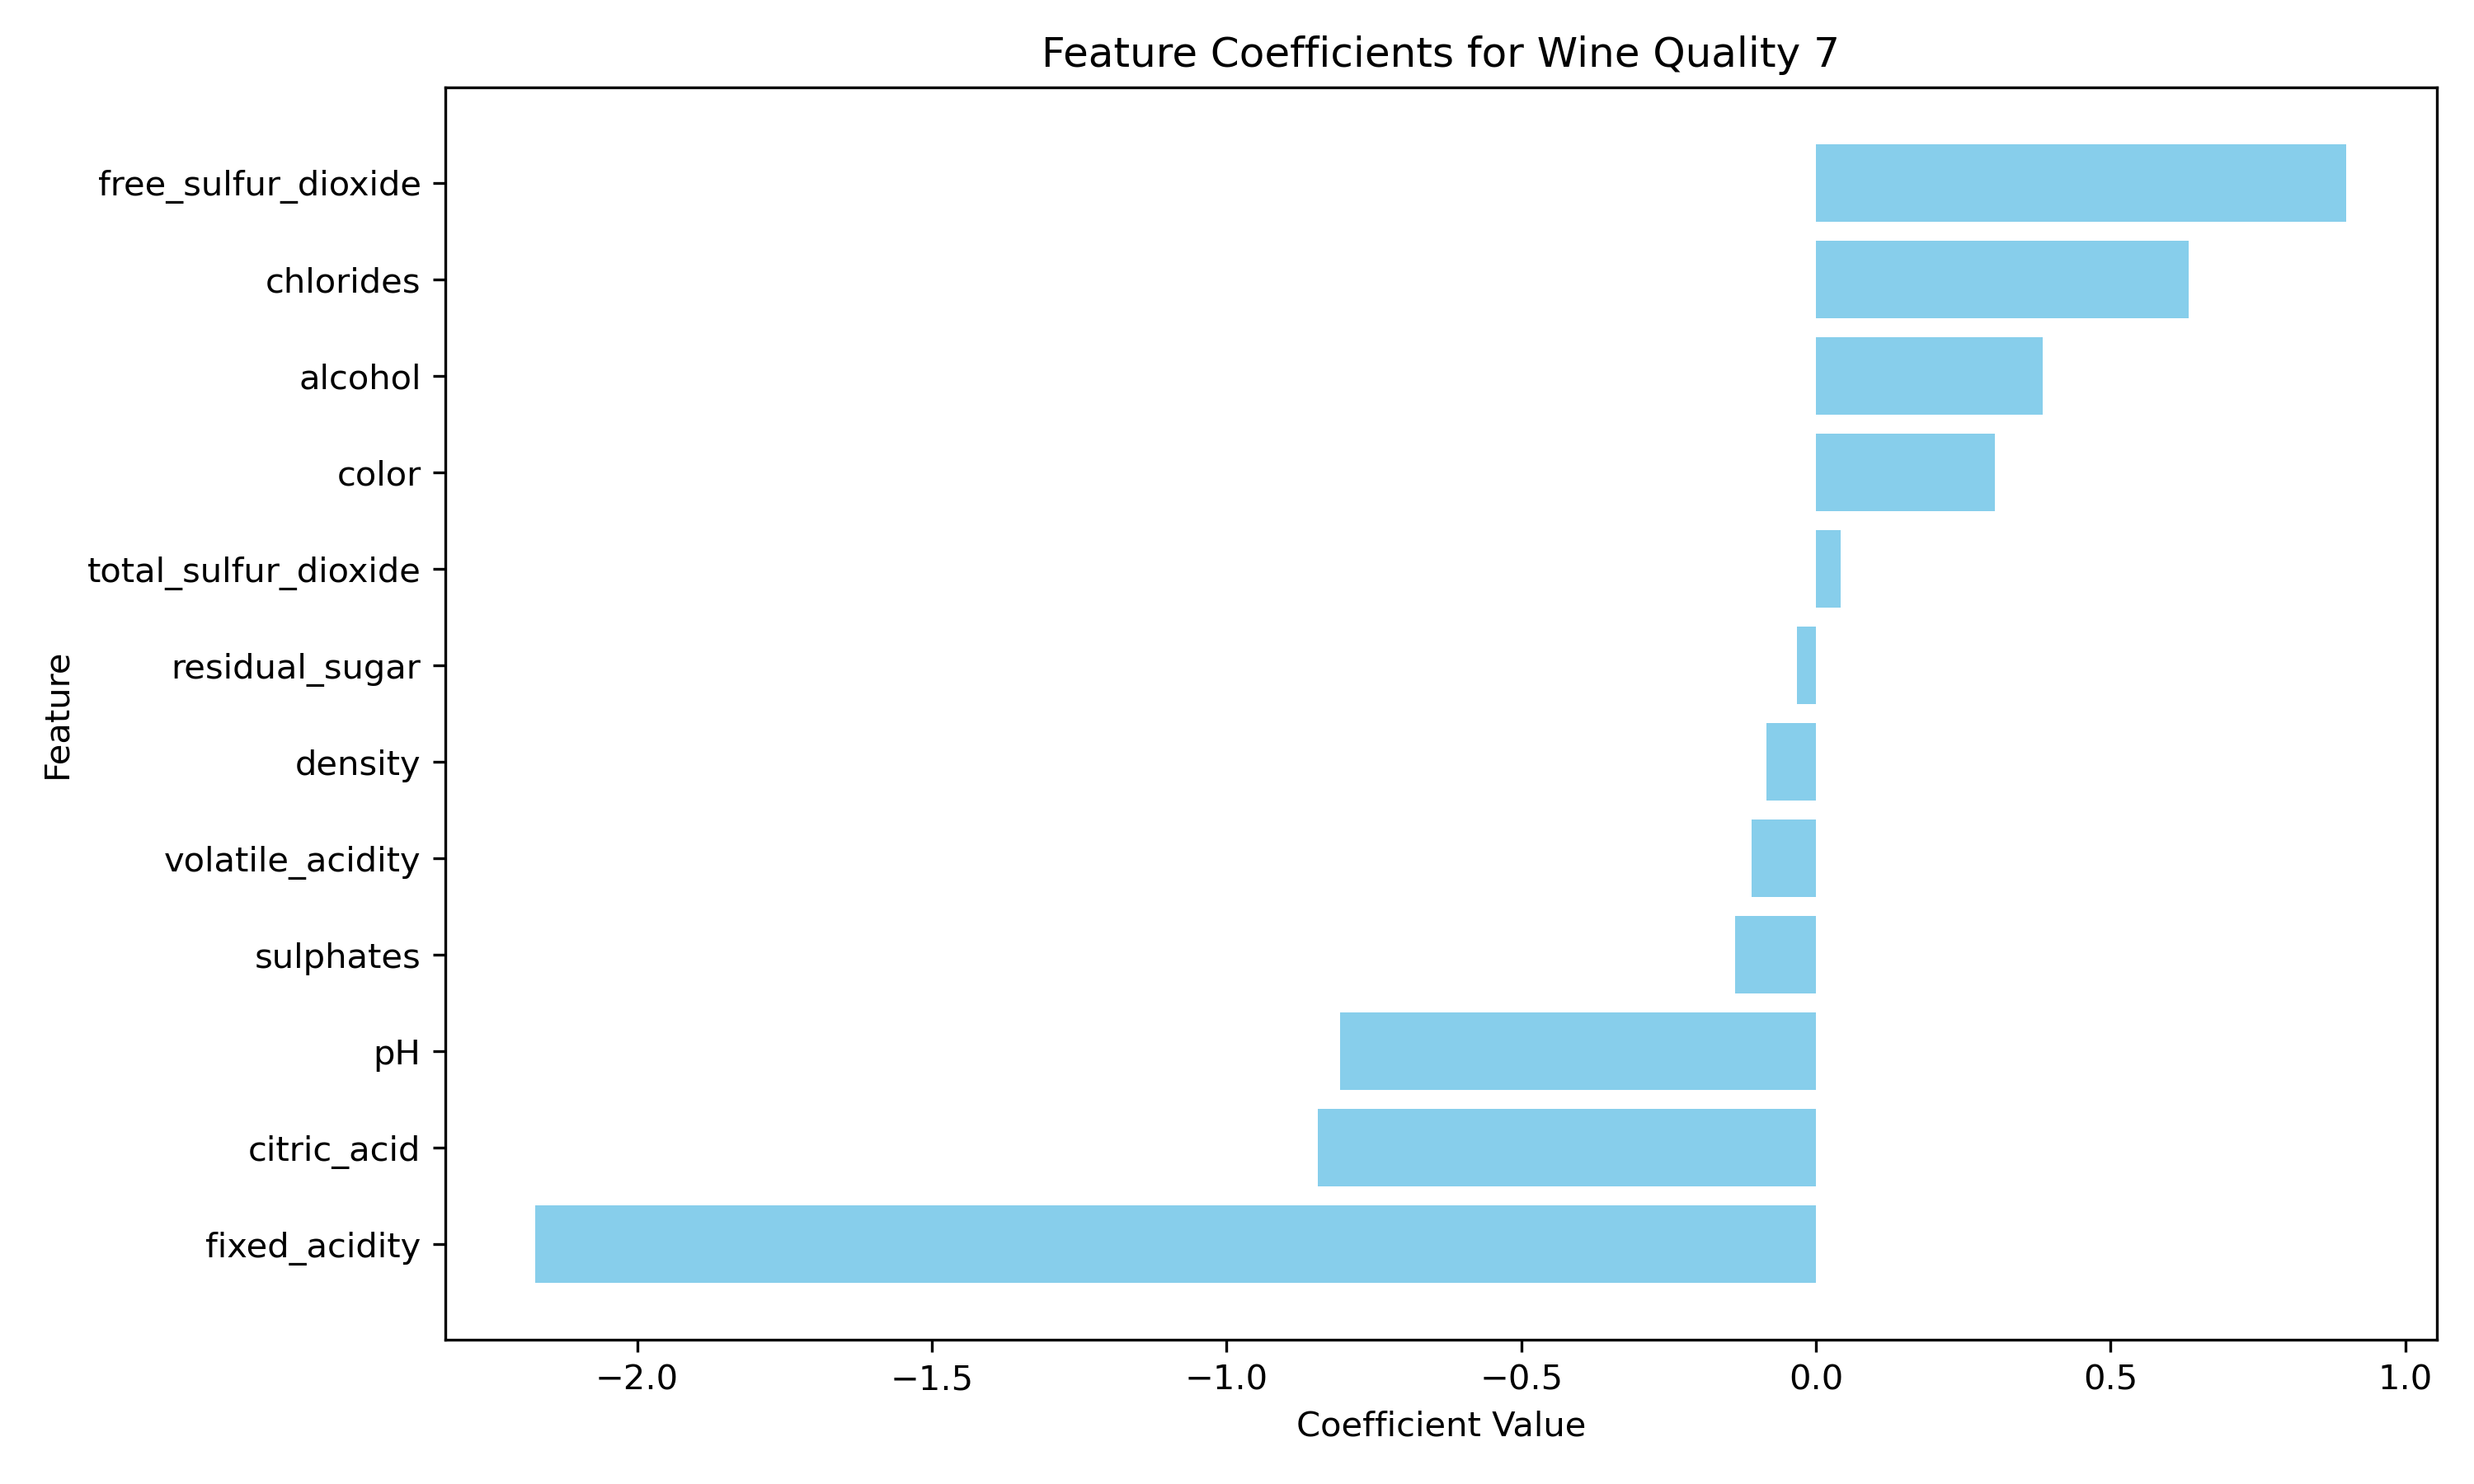 Feature Coefficients for Wine Quality 7
free_sulfur_dioxide
chlorides
alcohol
color
total_sulfur_dioxide
residual_sugar
density
volatile_acidity
sulphates
pH
citric_acid
fixed_acidity
Feature
−2.0 −1.5 −1.0 −0.5 0.0 0.5 1.0
Coefficient Value